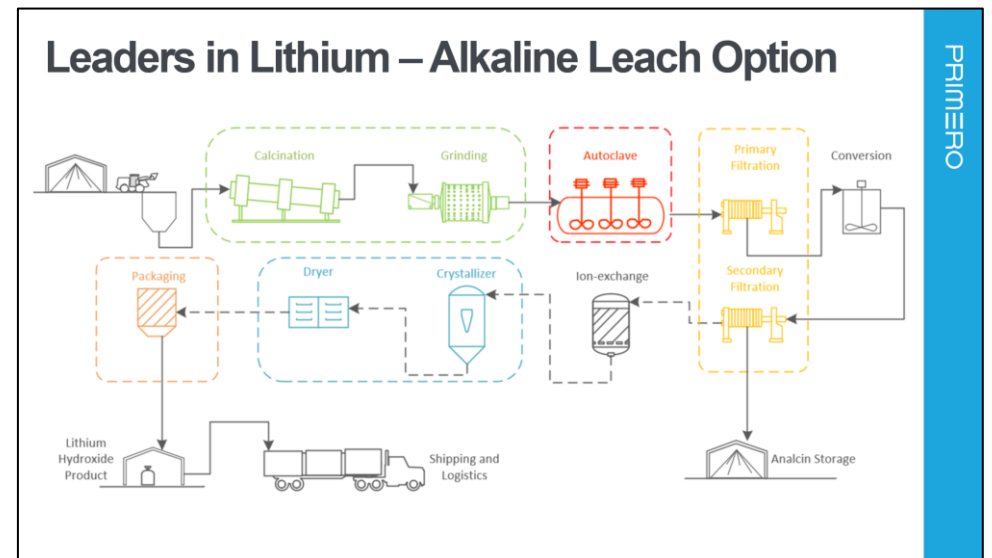 Leaders in Lithium – Alkaline Leach Option
PRIMERO
Calcination
Grinding
Autoclave
Primary
Filtration
Conversion
Packaging
Dryer
Crystallizer
Ion-exchange
Secondary
Filtration
Lithium
Hydroxide
Product
Shipping and
Logistics
Analcin Storage